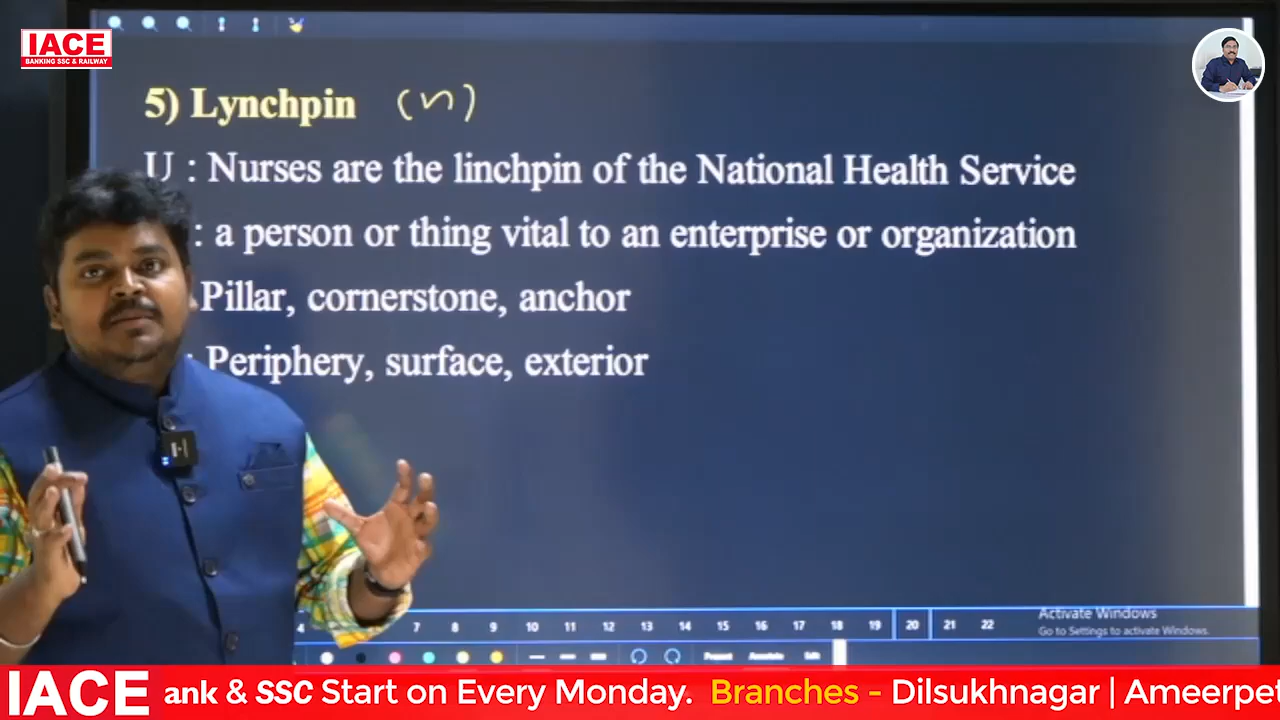 IACE
BANKING SSC & RAILWAY
5) Lynchpin (n)
U : Nurses are the linchpin of the National Health Service
: a person or thing vital to an enterprise or organization
Pillar, cornerstone, anchor
: Periphery, surface, exterior
4 7 8 9 10 11 12 13 14 15 16 17 18 19 20 21 22
Activate Windows
Go to Settings to activate Windows.
Present Annotate Edit
IACE ank & SSC Start on Every Monday. Branches - Dilsukhnagar | Ameerpet